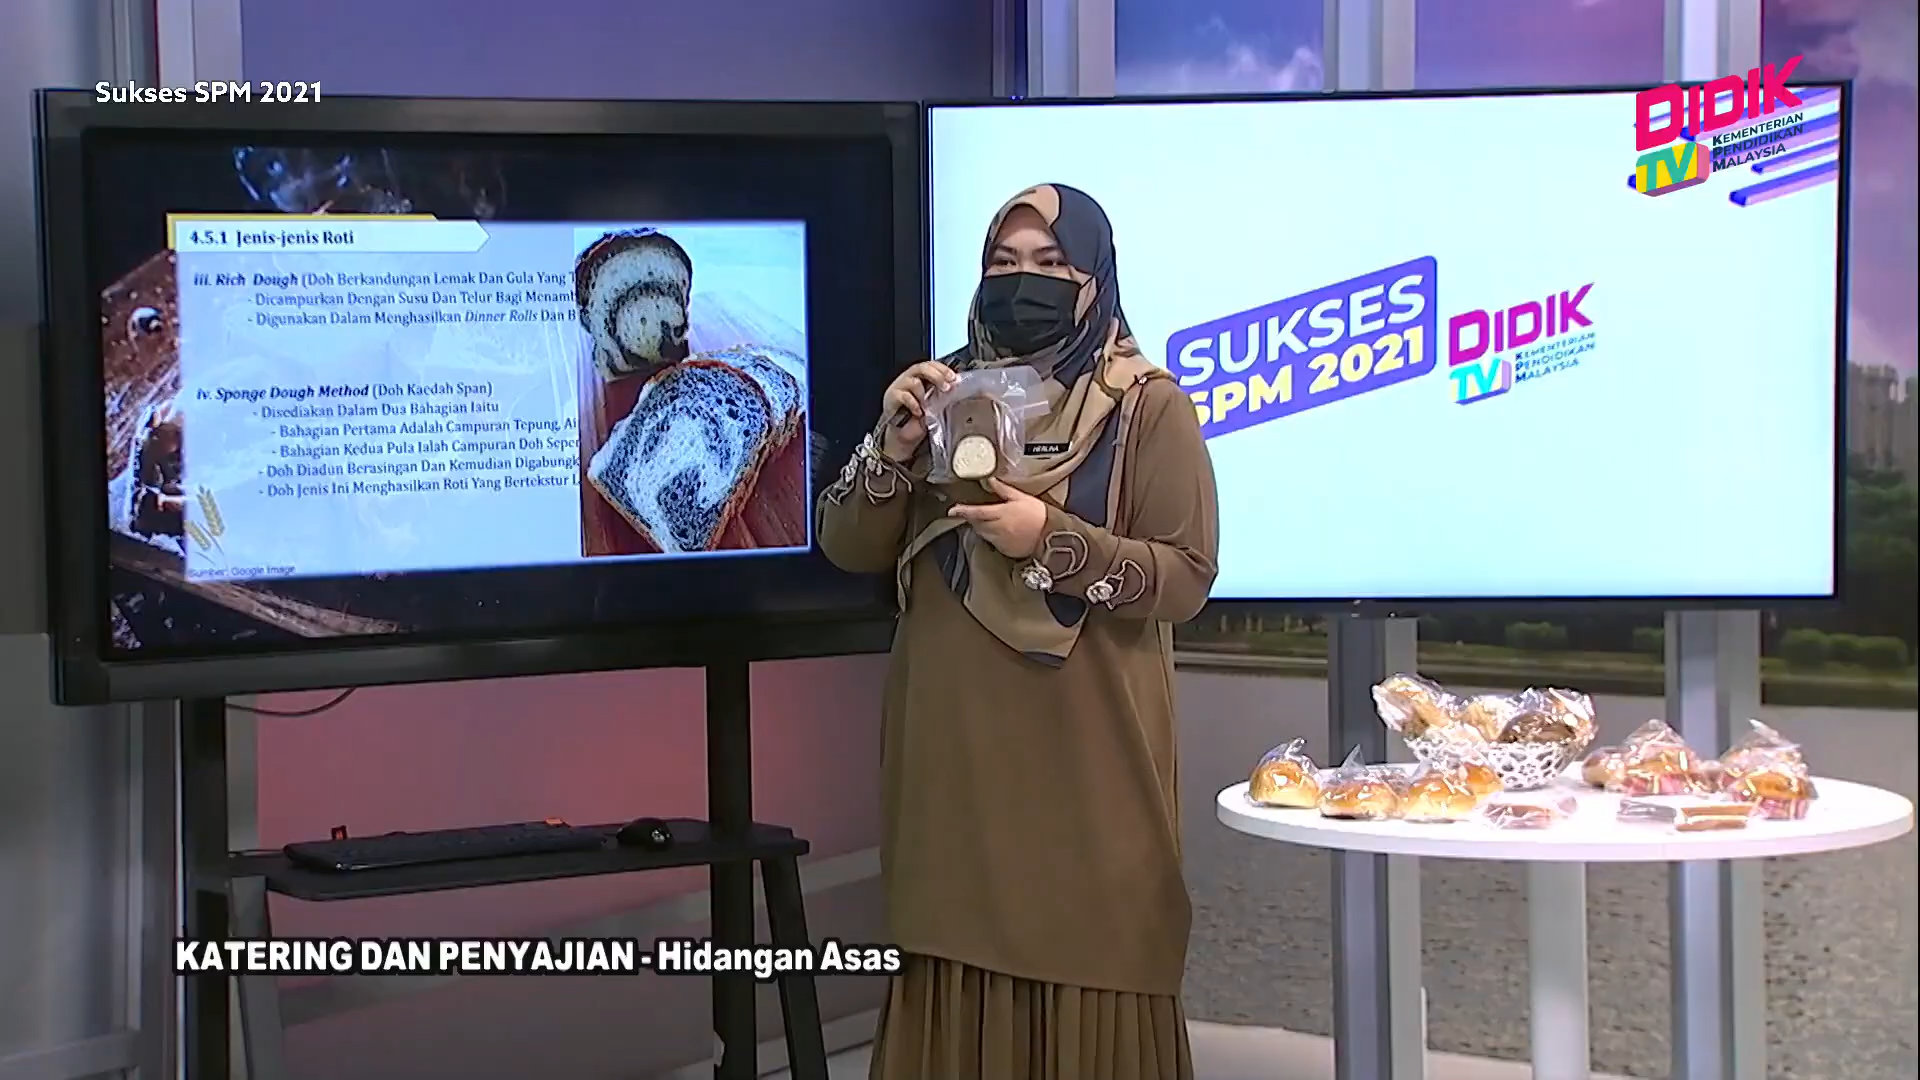 Sukses SPM 2021
DIDIK
TV
KEMENTERIAN
PENDIDIKAN
MALAYSIA
4.5.1 Jenis-jenis Roti
iii. Rich Dough (Doh Berkandungan Lemak Dan Gula Yang
- Dicampurkan Dengan Susu Dan Telur Bagi
- Digunakan Dalam Menghasilkan Dinner Rolls Dan
iv. Sponge Dough Method (Doh Kaedah Span)
- Disediakan Dalam Dua Bahagian Iaitu
- Bahagian Pertama Adalah Campuran Tepung,
- Bahagian Kedua Pula Ialah Campuran Doh
- Doh Diadun Berasingan Dan Kemudian
- Doh Jenis Ini Menghasilkan Roti Yang Bertekstur
Sumber: Google Image
SUKSES
SPM 2021
DIDIK
TV
KEMENTERIAN
PENDIDIKAN
MALAYSIA
KATERING DAN PENYAJIAN - Hidangan Asas